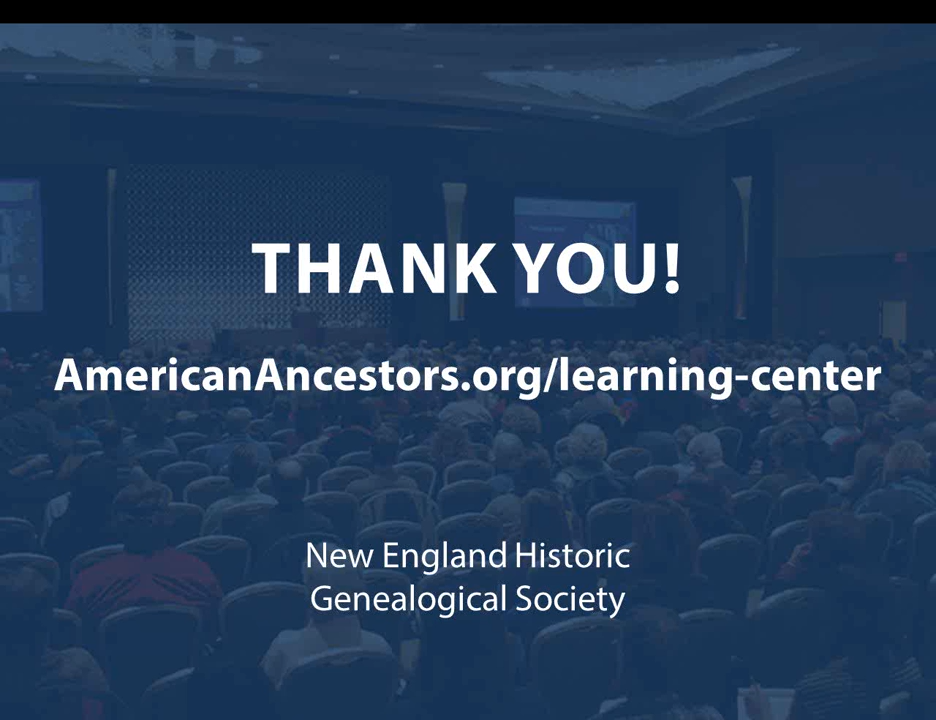 THANK YOU!
AmericanAncestors.org/learning-center
New England Historic
Genealogical Society